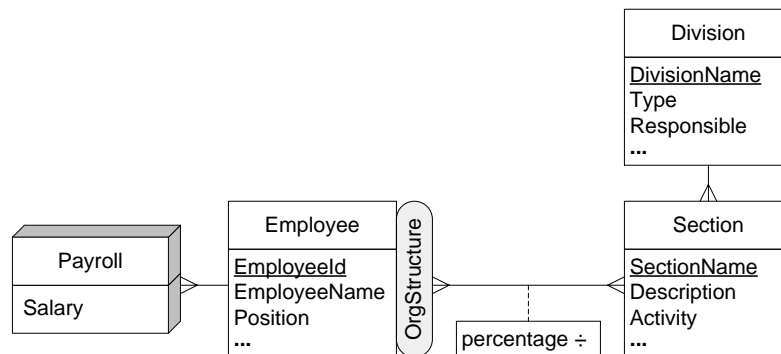 Division
DivisionName
Type
Responsible
...
Payroll
Salary
Employee
EmployeeId
EmployeeName
Position
...
OrgStructure
percentage ÷
Section
SectionName
Description
Activity
...